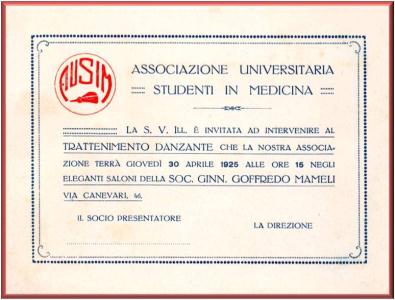 AUSIM
ASSOCIAZIONE UNIVERSITARIA
STUDENTI IN MEDICINA
LA S. V. ILL. È INVITATA AD INTERVENIRE AL
TRATTENIMENTO DANZANTE CHE LA NOSTRA ASSOCIA-
ZIONE TERRÀ GIOVEDÌ 30 APRILE 1925 ALLE ORE 15 NEGLI
ELEGANTI SALONI DELLA SOC. GINN. GOFFREDO MAMELI
VIA CANEVARI, 46.
IL SOCIO PRESENTATORE
LA DIREZIONE